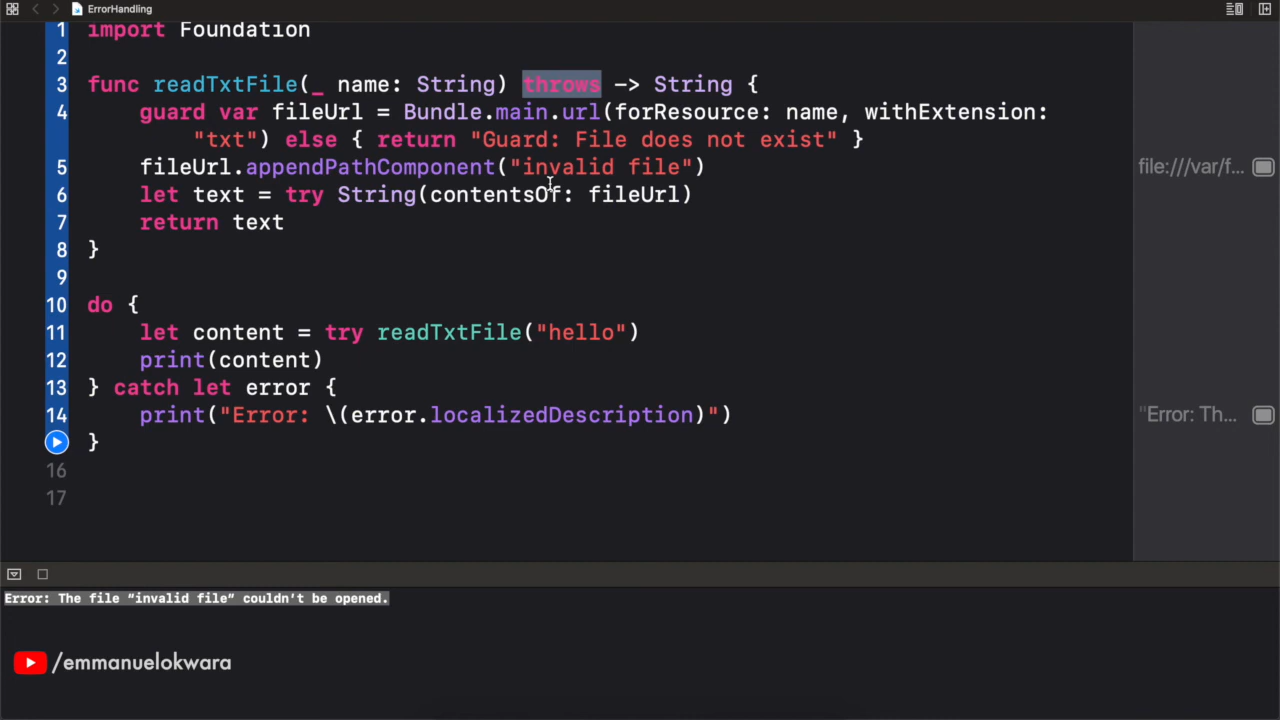 ErrorHandling
1 import Foundation
2
3 func readTxtFile(_ name: String) throws -> String {
4     guard var fileUrl = Bundle.main.url(forResource: name, withExtension:
        "txt") else { return "Guard: File does not exist" }
5     fileUrl.appendPathComponent("invalid file")
file:///var/f...
6     let text = try String(contentsOf: fileUrl)
7     return text
8 }
9
10 do {
11     let content = try readTxtFile("hello")
12     print(content)
13 } catch let error {
14     print("Error: \(error.localizedDescription)")
"Error: Th...
}
16
17
Error: The file “invalid file” couldn’t be opened.
/emmanuelokwara